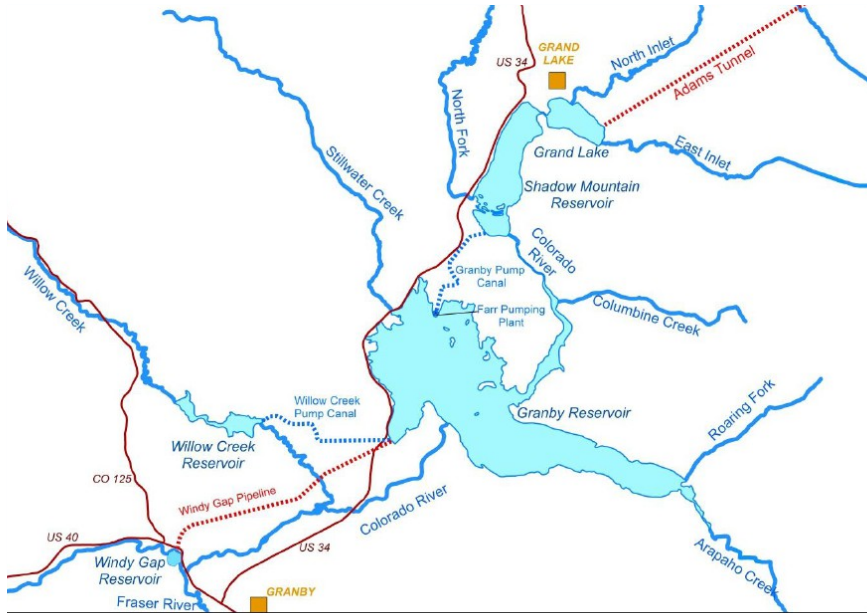 GRAND
LAKE
North Inlet
US 34
Adams Tunnel
North Fork
Grand Lake
East Inlet
Stillwater Creek
Shadow Mountain
Reservoir
Colorado
River
Granby Pump
Canal
Willow Creek
Farr Pumping
Plant
Columbine Creek
Willow Creek
Pump Canal
Granby Reservoir
Roaring Fork
Willow Creek
Reservoir
CO 125
Windy Gap Pipeline
Colorado River
US 40
US 34
Windy Gap
Reservoir
Arapaho Creek
GRANBY
Fraser River